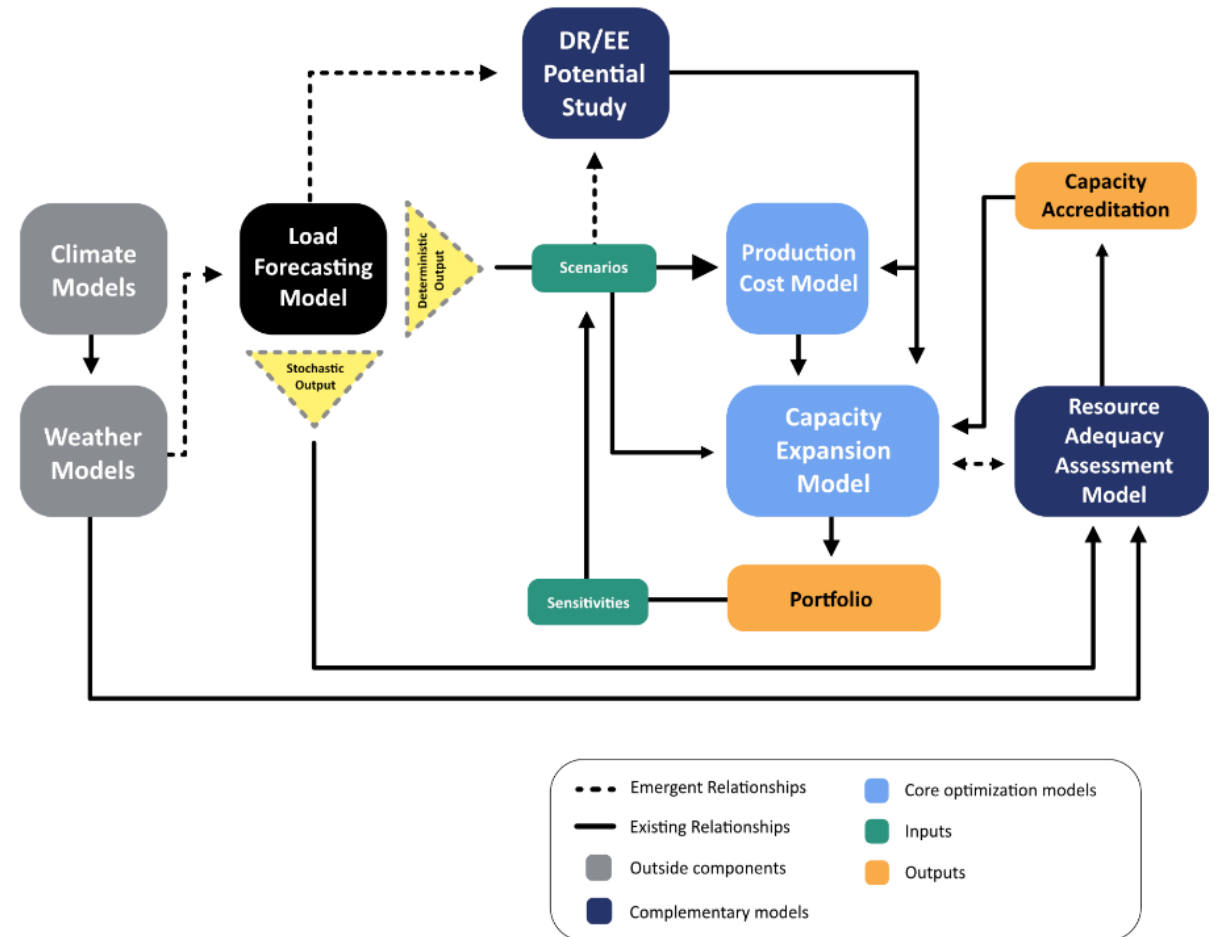 DR/EE
Potential
Study
Capacity
Accreditation
Climate
Models
Load
Forecasting
Model
Deterministic
Output
Scenarios
Production
Cost Model
Stochastic
Output
Weather
Models
Capacity
Expansion
Model
Resource
Adequacy
Assessment
Model
Sensitivities
Portfolio
Emergent Relationships
Existing Relationships
Outside components
Complementary models
Core optimization models
Inputs
Outputs